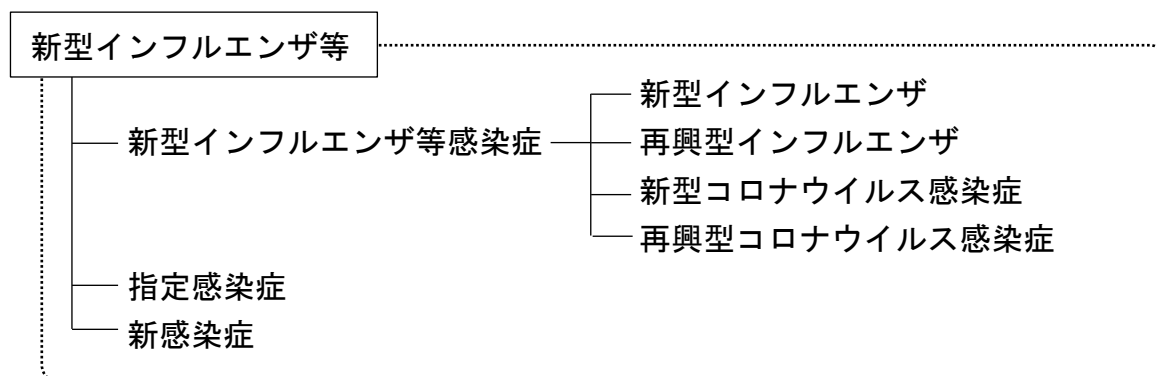 新型インフルエンザ等
新型インフルエンザ
新型インフルエンザ等感染症
再興型インフルエンザ
新型コロナウイルス感染症
再興型コロナウイルス感染症
指定感染症
新感染症